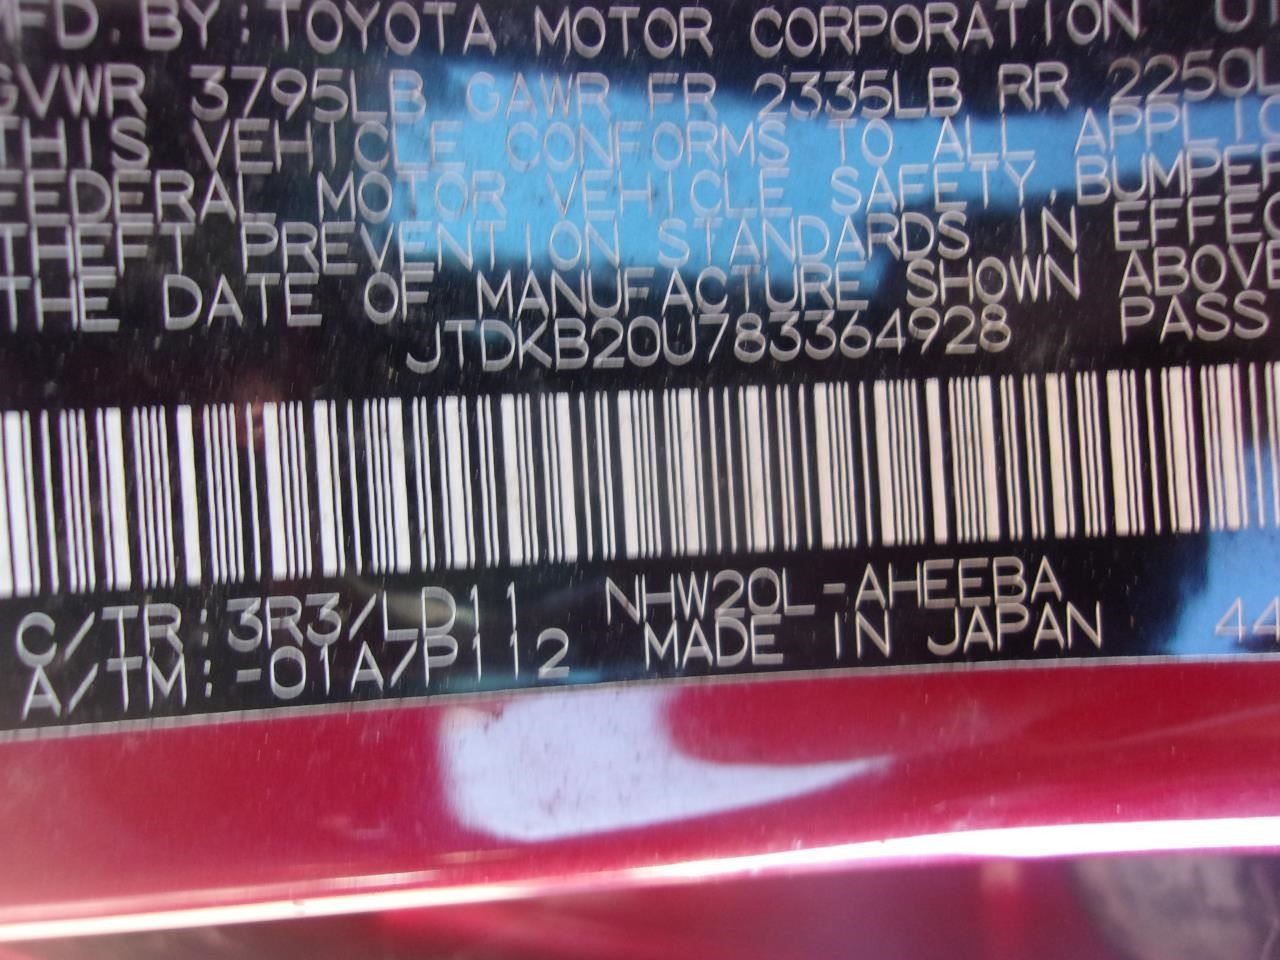 MFD. BY: TOYOTA MOTOR CORPORATION
GVWR 3795LB GAWR FR 2335LB RR 2250L
THIS VEHICLE CONFORMS TO ALL APPLIC
FEDERAL MOTOR VEHICLE SAFETY, BUMPER
THEFT PREVENTION STANDARDS IN EFFEC
THE DATE OF MANUFACTURE SHOWN ABOVE
JTDKB20U783364928 PASS
C/TR: 3R3/LD11 NHW20L-AHEEBA
A/TM: -01A/P112 MADE IN JAPAN 44